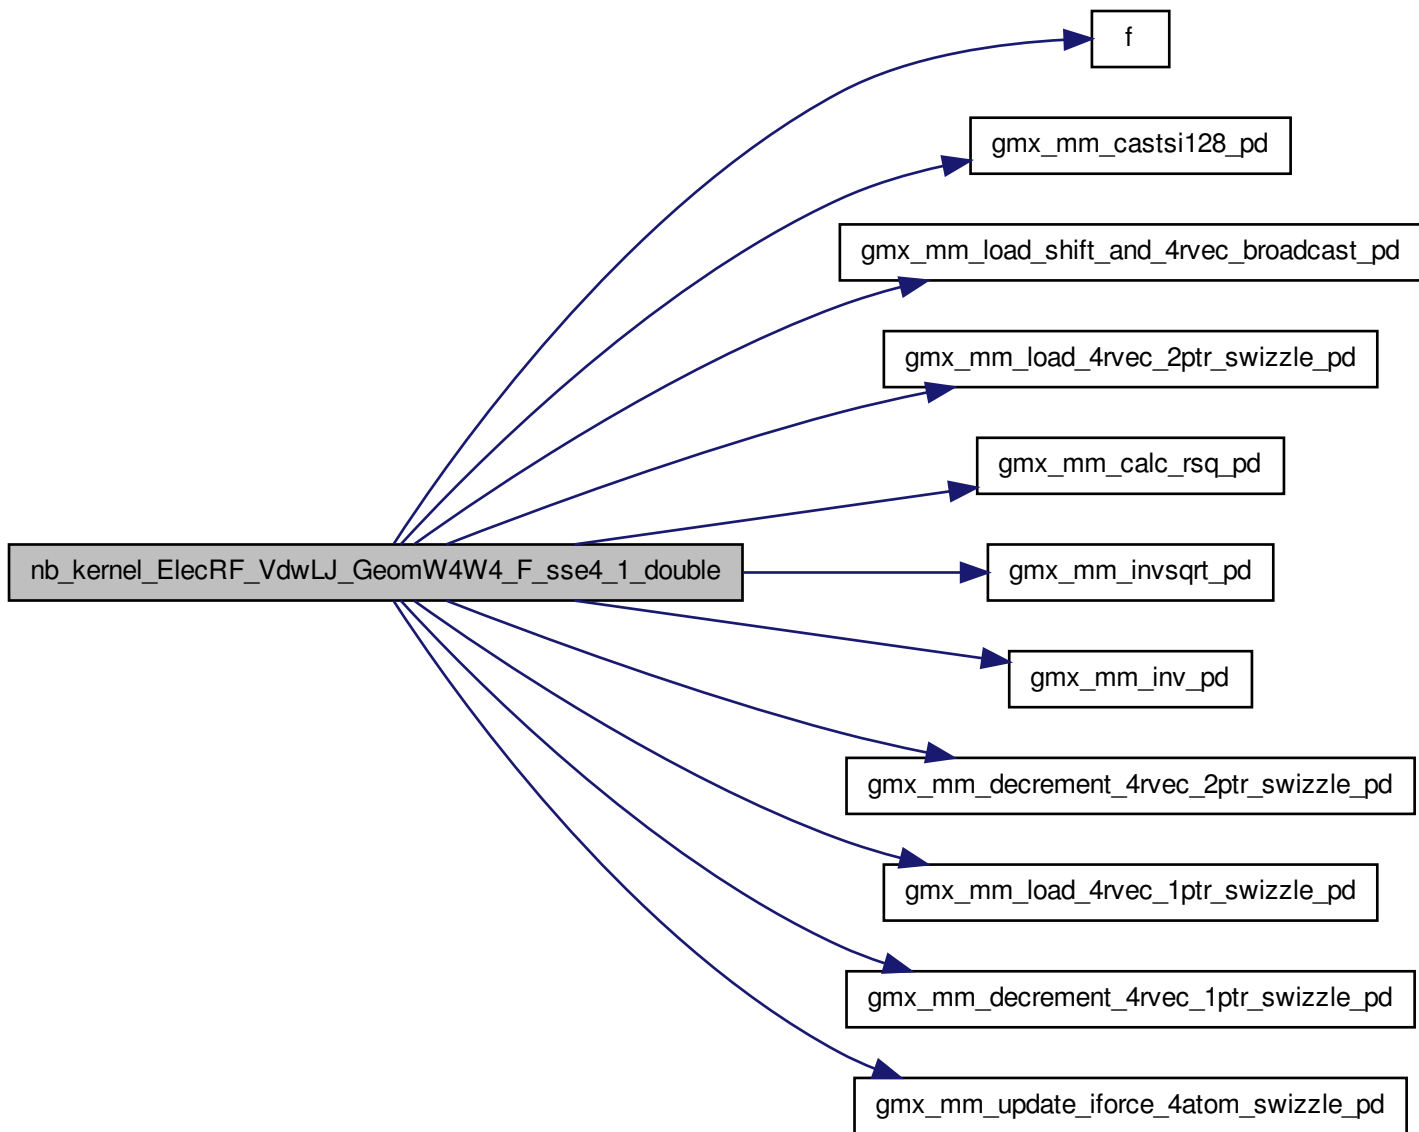 f
gmx_mm_castsi128_pd
gmx_mm_load_shift_and_4rvec_broadcast_pd
gmx_mm_load_4rvec_2ptr_swizzle_pd
gmx_mm_calc_rsq_pd
nb_kernel_ElecRF_VdwLJ_GeomW4W4_F_sse4_1_double
gmx_mm_invsqrt_pd
gmx_mm_inv_pd
gmx_mm_decrement_4rvec_2ptr_swizzle_pd
gmx_mm_load_4rvec_1ptr_swizzle_pd
gmx_mm_decrement_4rvec_1ptr_swizzle_pd
gmx_mm_update_iforce_4atom_swizzle_pd